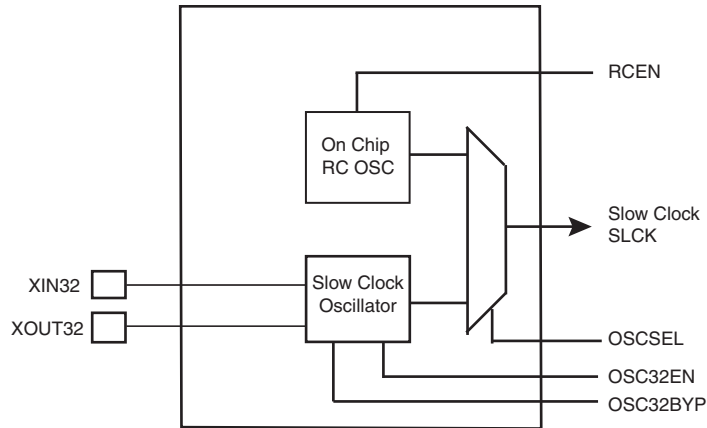 RCEN
On Chip
RC OSC
Slow Clock
SLCK
XIN32
Slow Clock
Oscillator
XOUT32
OSCSEL
OSC32EN
OSC32BYP